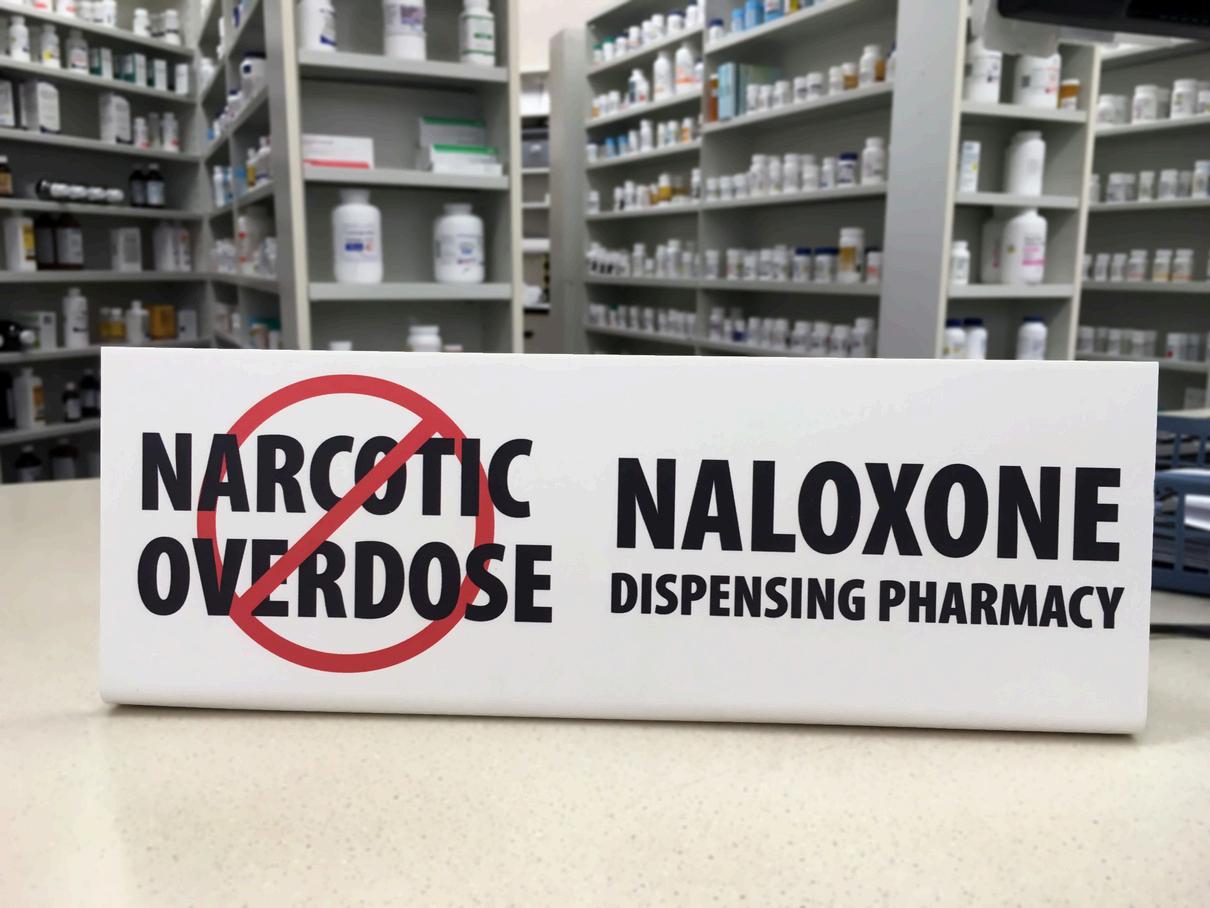 NARCOTIC
OVERDOSE
NALOXONE
DISPENSING PHARMACY